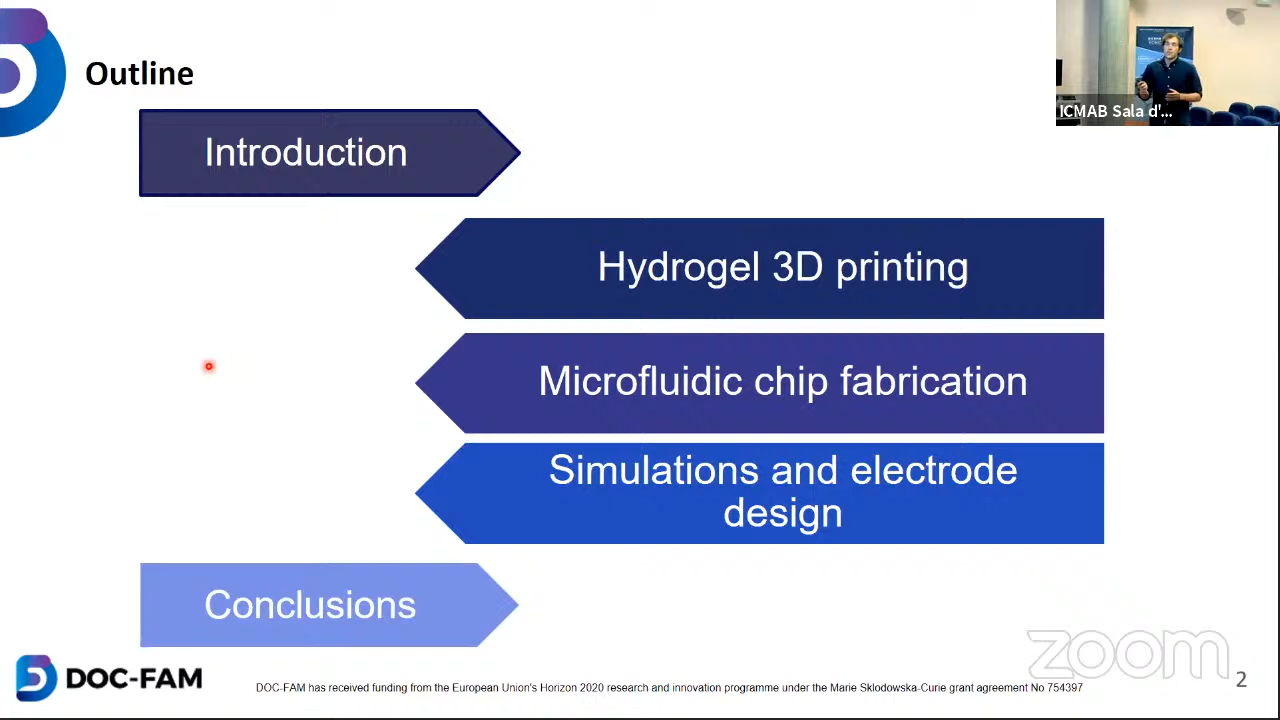 Outline
ICMAB Sala d'...
Introduction
Hydrogel 3D printing
Microfluidic chip fabrication
Simulations and electrode
design
Conclusions
zoom
DOC-FAM
DOC-FAM has received funding from the European Union's Horizon 2020 research and innovation programme under the Marie Sklodowska-Curie grant agreement No 754397
2